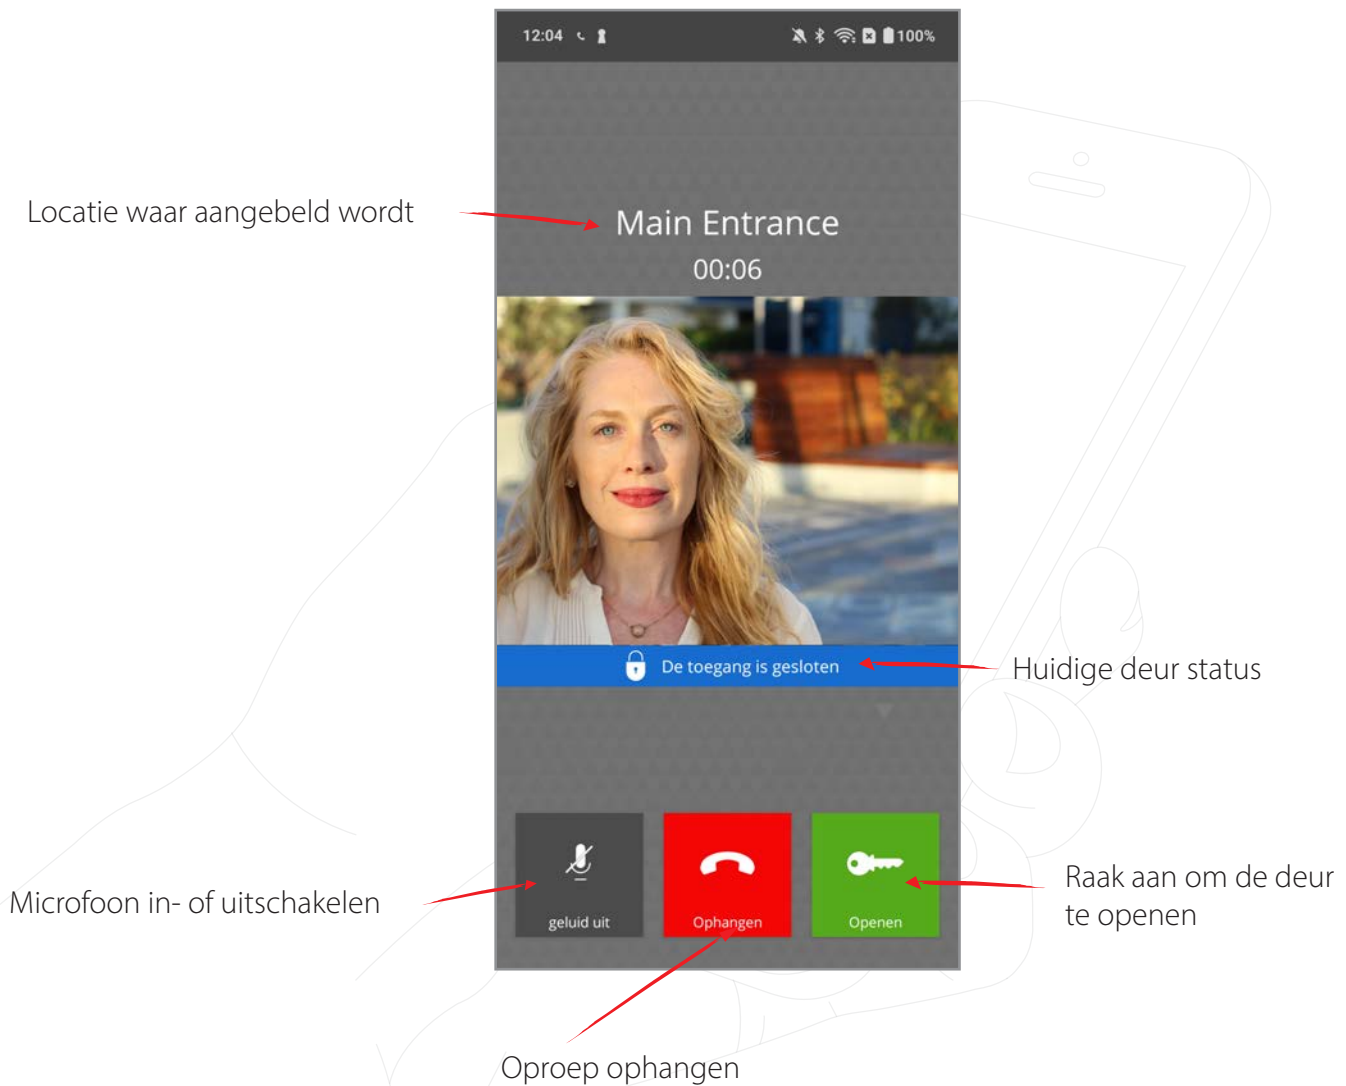 12:04
100%
Locatie waar aangebeld wordt
Main Entrance
00:06
De toegang is gesloten
Huidige deur status
geluid uit
Ophangen
Openen
Microfoon in- of uitschakelen
Raak aan om de deur
te openen
Oproep ophangen